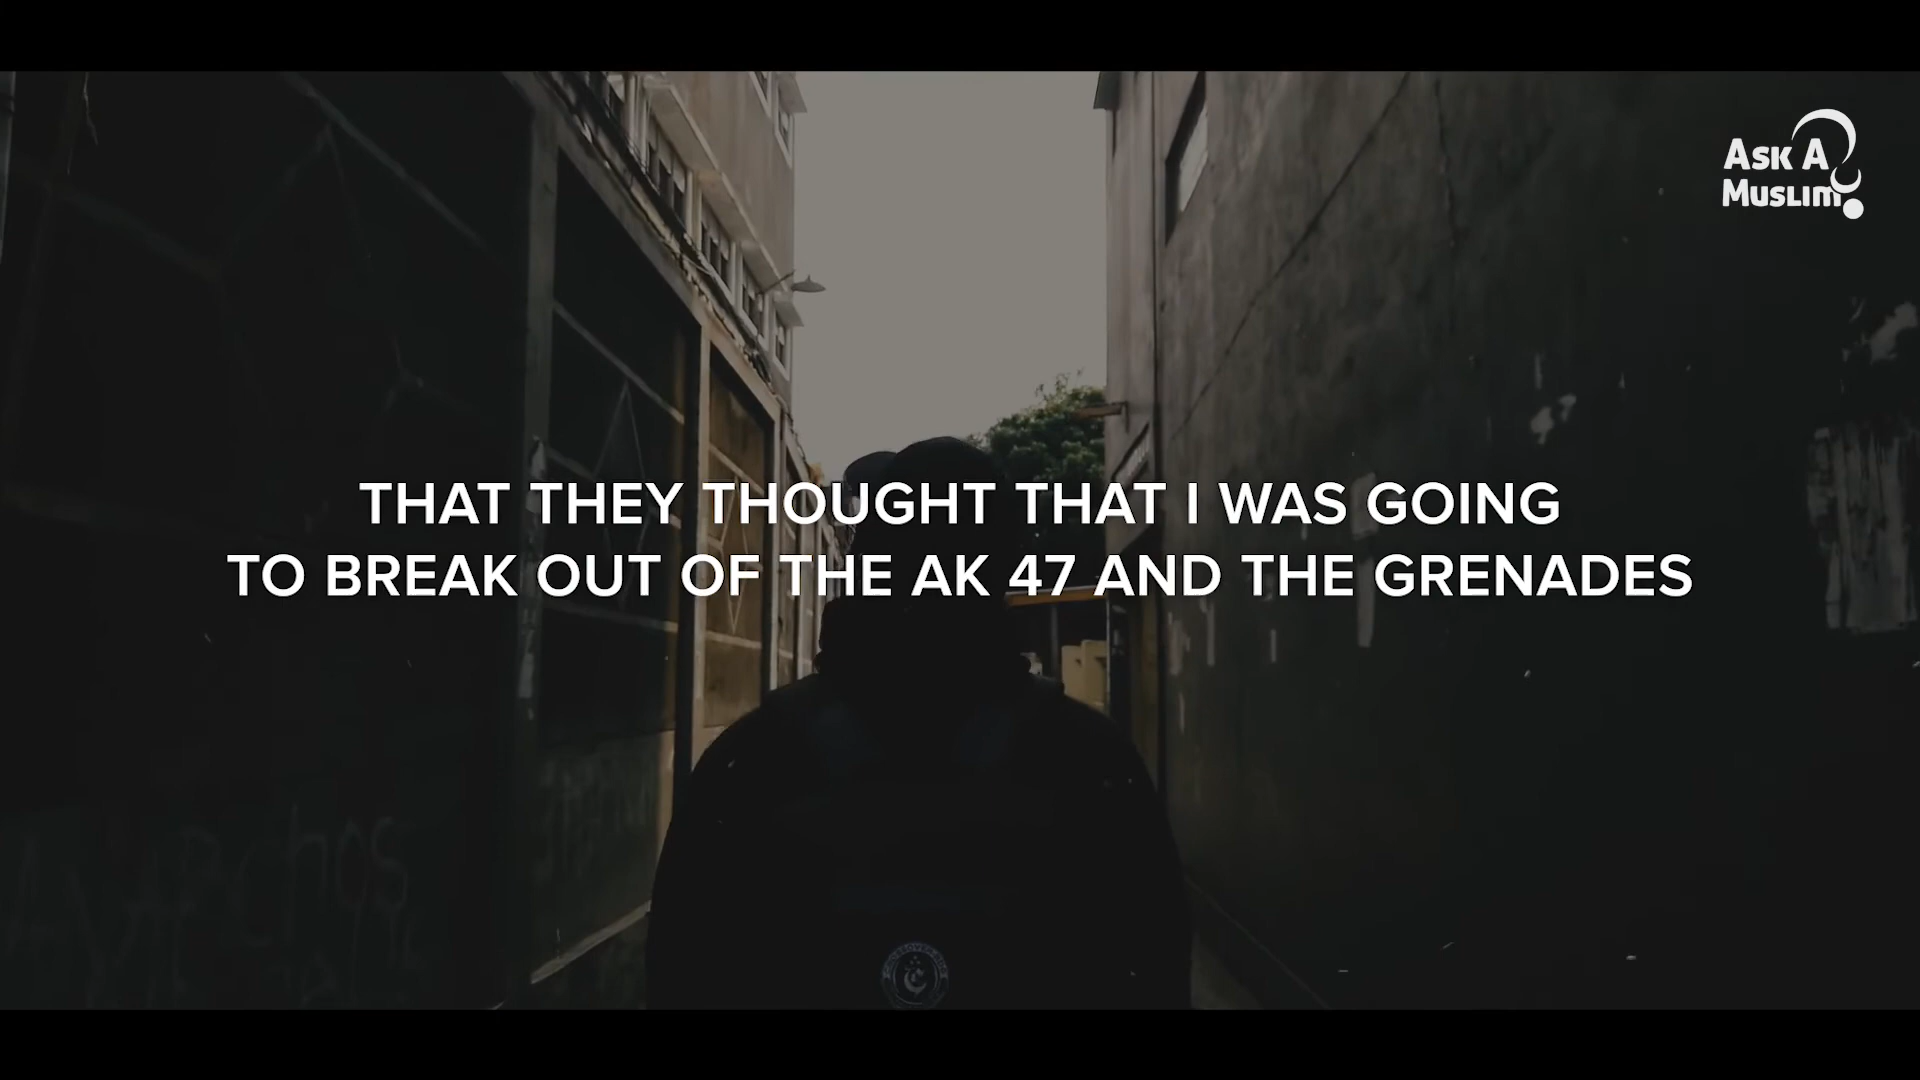 ASK A
MUSLIM
THAT THEY THOUGHT THAT I WAS GOING
TO BREAK OUT OF THE AK 47 AND THE GRENADES